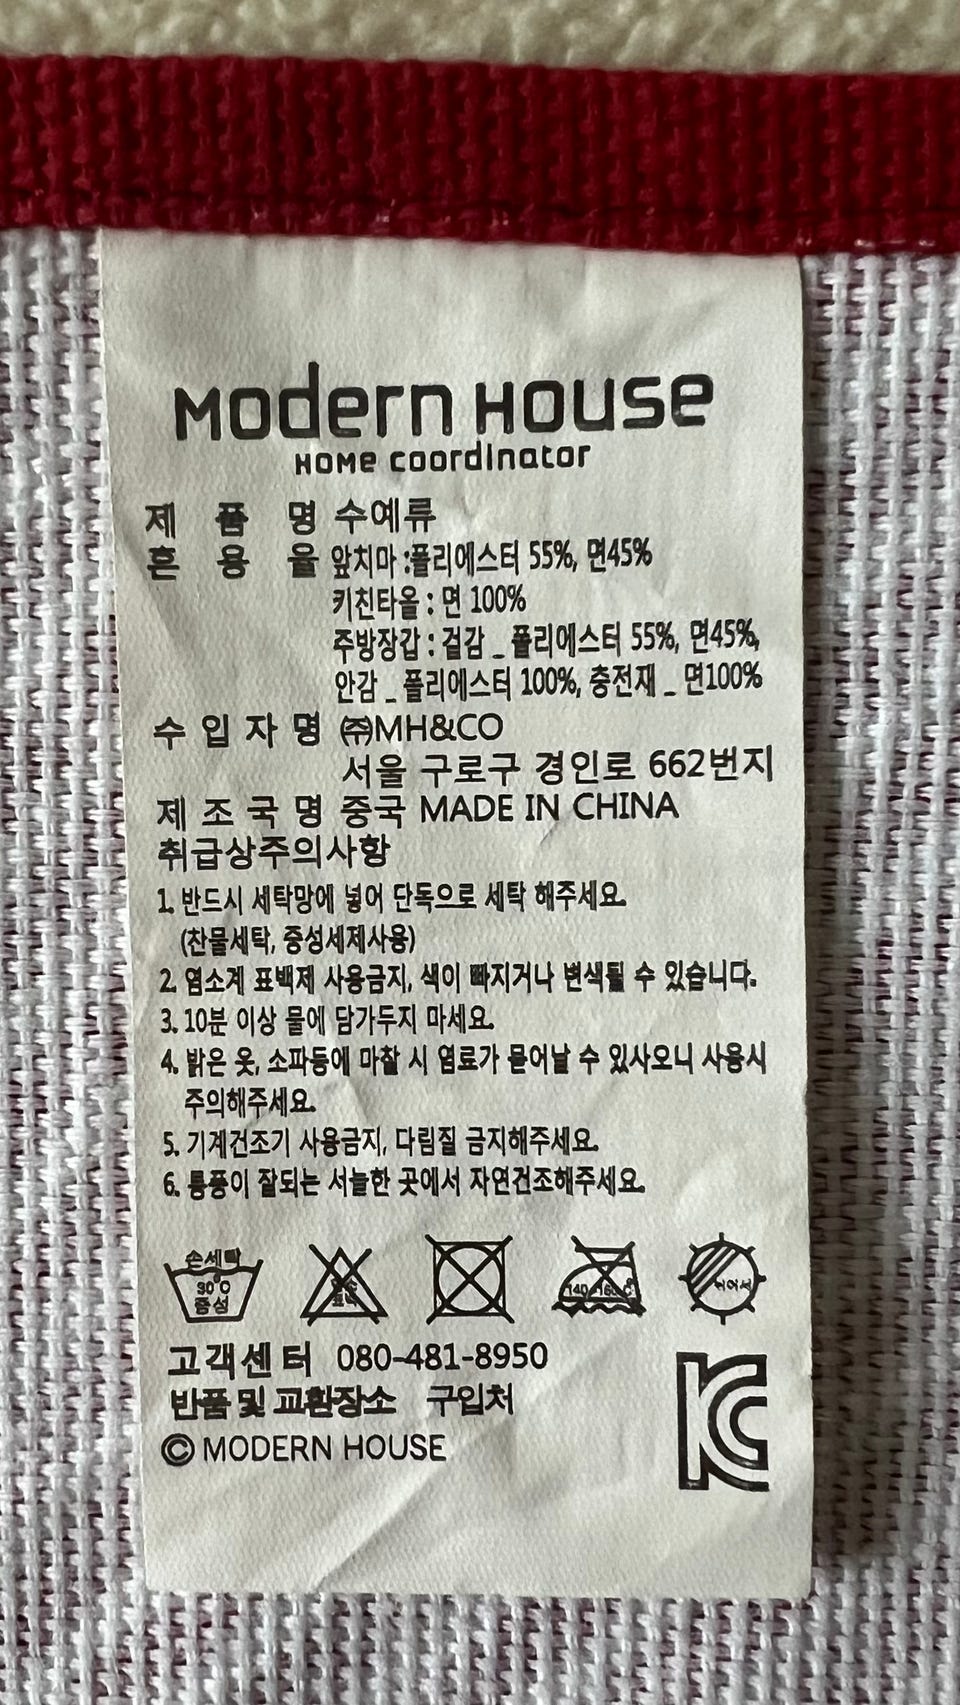 Modern House
Home coordinator
제 품 명 수예류
혼 용 율 앞치마 :폴리에스터 55%, 면45%
키친타올 : 면 100%
주방장갑 : 겉감 _ 폴리에스터 55%, 면45%,
안감 _ 폴리에스터 100%, 충전재 _ 면100%
수 입 자 명 ㈜MH&CO
서울 구로구 경인로 662번지
제 조 국 명 중국 MADE IN CHINA
취급상주의사항
1. 반드시 세탁망에 넣어 단독으로 세탁 해주세요.
(찬물세탁, 중성세제사용)
2. 염소계 표백제 사용금지, 색이 빠지거나 변색될 수 있습니다.
3. 10분 이상 물에 담가두지 마세요.
4. 밝은 옷, 소파등에 마찰 시 염료가 묻어날 수 있사오니 사용시
주의해주세요.
5. 기계건조기 사용금지, 다림질 금지해주세요.
6. 통풍이 잘되는 서늘한 곳에서 자연건조해주세요.
손세탁
30°C
중성
140~160°C
뉘어서
고객센터 080-481-8950
반품 및 교환장소 구입처
© MODERN HOUSE
KC